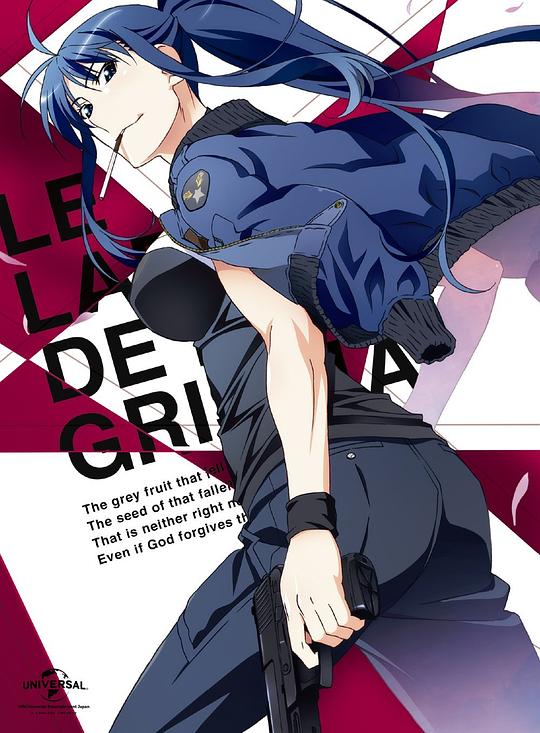 LE
LA
DE
GRI A
The grey fruit that fell
The seed of that fallen
That is neither right n
Even if God forgives th
UNIVERSAL